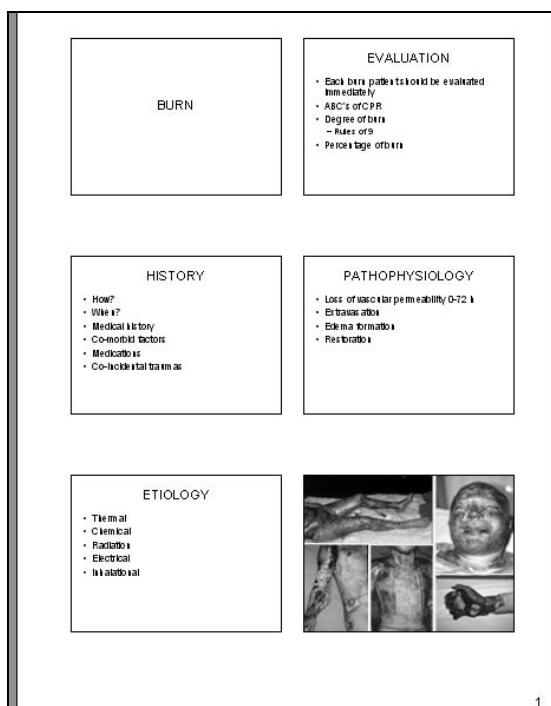 BURN
EVALUATION
• Each burn patient should be evaluated
immediately
• ABC's of CPR
• Degree of burn
– Rules of 9
• Percentage of burn
HISTORY
• How?
• When?
• Medical history
• Co-morbid factors
• Medications
• Co-incidental traumas
PATHOPHYSIOLOGY
• Loss of vascular permeability 0-72 h
• Extravasation
• Edema formation
• Restoration
ETIOLOGY
• Thermal
• Chemical
• Radiation
• Electrical
• Inhalational
1